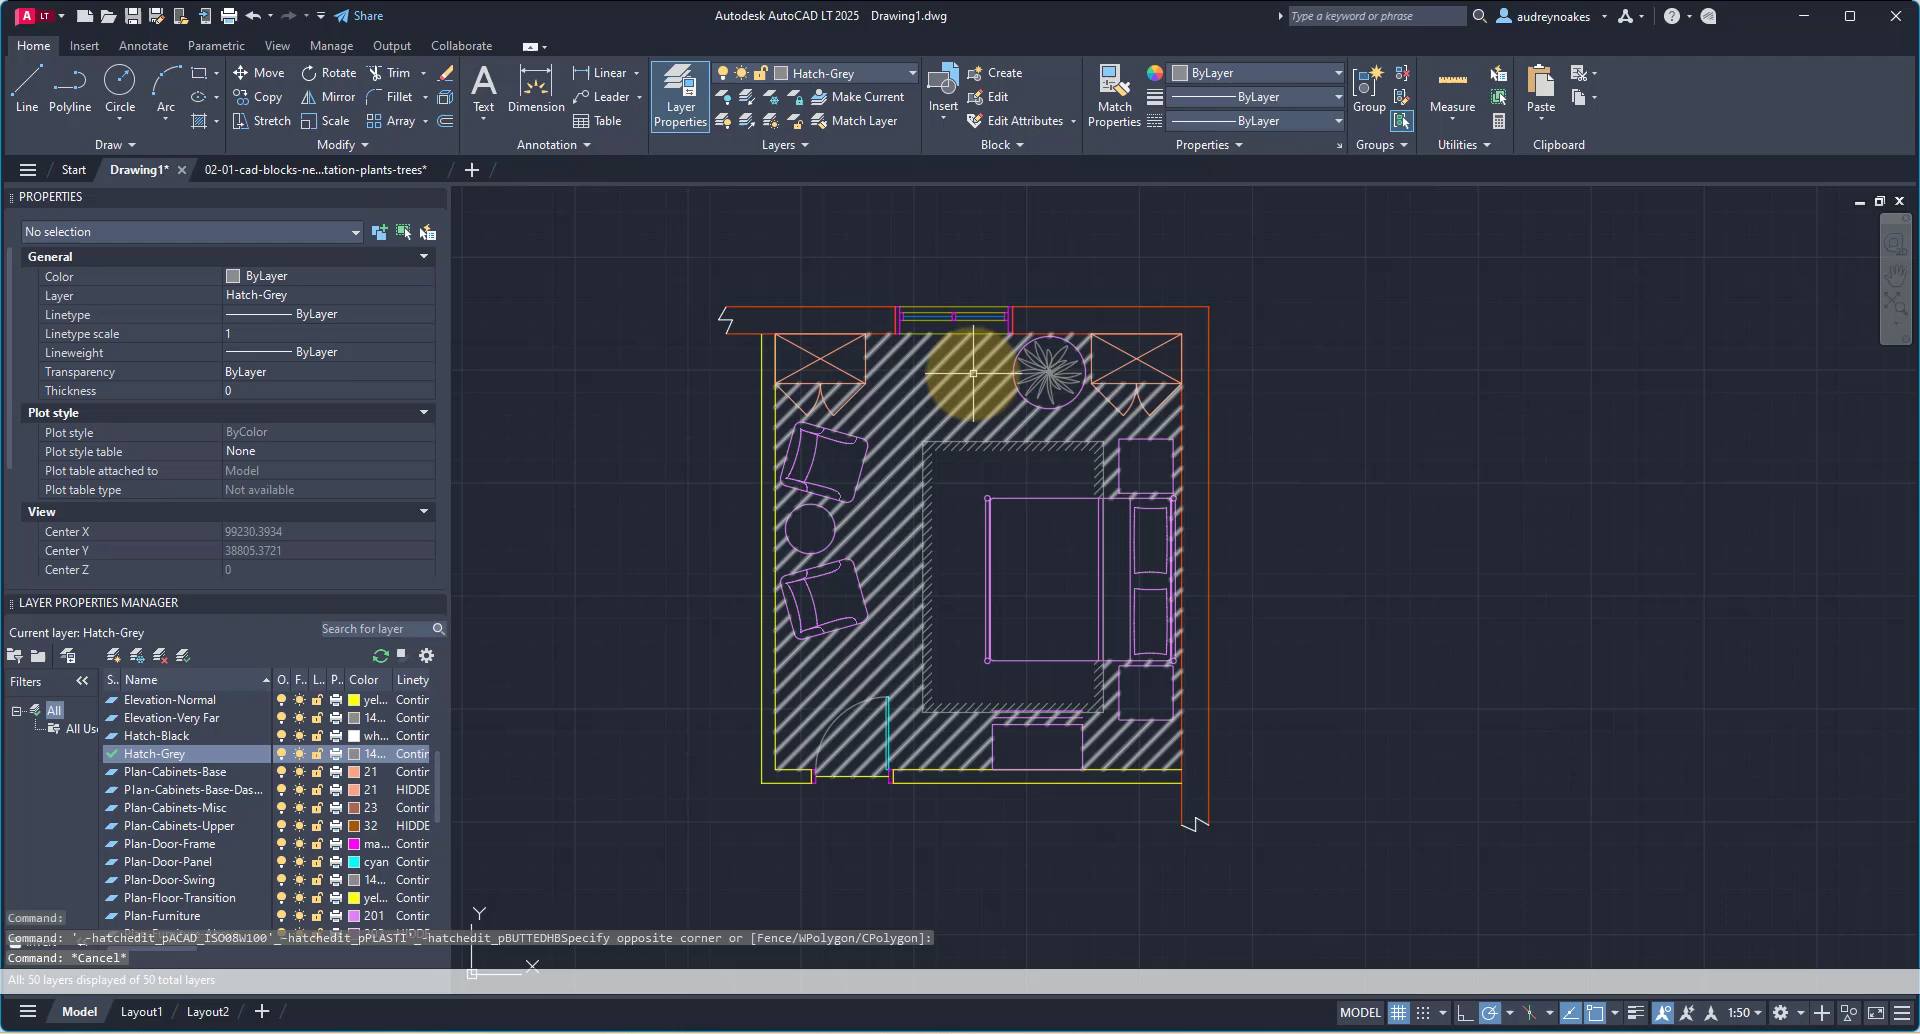 A LT Share Autodesk AutoCAD LT 2025 Drawing1.dwg Type a keyword or phrase audreynoakes
Home Insert Annotate Parametric View Manage Output Collaborate
Line Polyline Circle Arc
Move Rotate Trim
Copy Mirror Fillet
Stretch Scale Array
Text Dimension
Linear
Leader
Table
Layer Properties
Hatch-Grey
Make Current
Match Layer
Insert
Create
Edit
Edit Attributes
Match Properties
ByLayer
ByLayer
ByLayer
Group Measure Paste
Draw Modify Annotation Layers Block Properties Groups Utilities Clipboard
Start Drawing1* 02-01-cad-blocks-ne...tation-plants-trees*
PROPERTIES
No selection
General
Color ByLayer
Layer Hatch-Grey
Linetype ByLayer
Linetype scale 1
Lineweight ByLayer
Transparency ByLayer
Thickness 0
Plot style
Plot style ByColor
Plot style table None
Plot table attached to Model
Plot table type Not available
View
Center X 99230.3934
Center Y 38805.3721
Center Z 0
LAYER PROPERTIES MANAGER
Current layer: Hatch-Grey Search for layer
Filters S.. Name O. F.. L.. P.. Color Linety
All
All Use
Elevation-Normal yel... Contir
Elevation-Very Far 14... Contir
Hatch-Black wh... Contir
Hatch-Grey 14... Contir
Plan-Cabinets-Base 21 Contir
Plan-Cabinets-Base-Das... 21 HIDDE
Plan-Cabinets-Misc 23 Contir
Plan-Cabinets-Upper 32 HIDDE
Plan-Door-Frame ma... Contir
Plan-Door-Panel cyan Contir
Plan-Door-Swing 14... Contir
Plan-Floor-Transition yel... Contir
Plan-Furniture 201 Contir
Command:
Command: '_-hatchedit_pACAD_ISO08W100'_-hatchedit_pPLASTI'_-hatchedit_pBUTTEDHBSpecify opposite corner or [Fence/WPolygon/CPolygon]:
Command: *Cancel*
All: 50 layers displayed of 50 total layers
Y
X
Model Layout1 Layout2 MODEL 1:50